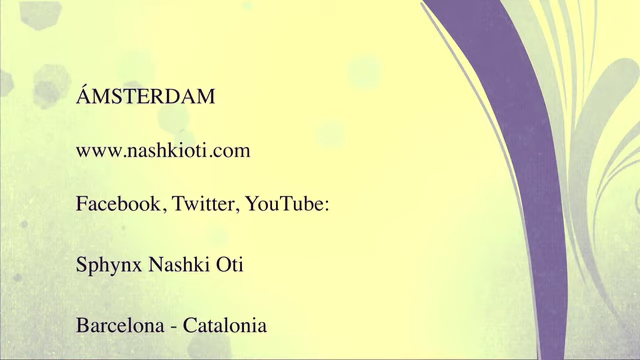 ÁMSTERDAM
www.nashkioti.com
Facebook, Twitter, YouTube:
Sphynx Nashki Oti
Barcelona - Catalonia